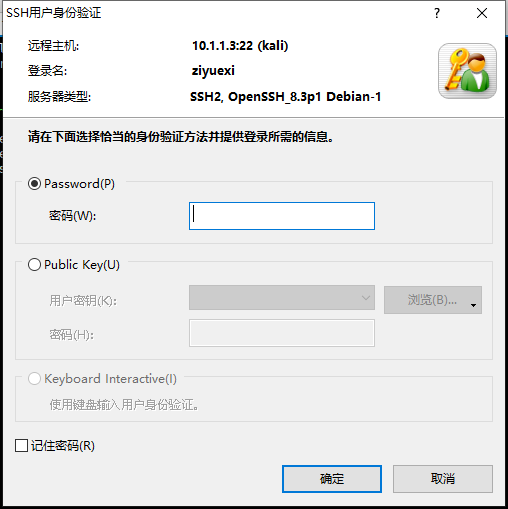 SSH用户身份验证
远程主机: 10.1.1.3:22 (kali)
登录名: ziyuexi
服务器类型: SSH2, OpenSSH_8.3p1 Debian-1
请在下面选择恰当的身份验证方法并提供登录所需的信息。
Password(P)
密码(W):
Public Key(U)
用户密钥(K): 浏览(B)...
密码(H):
Keyboard Interactive(I)
使用键盘输入用户身份验证。
记住密码(R)
确定 取消